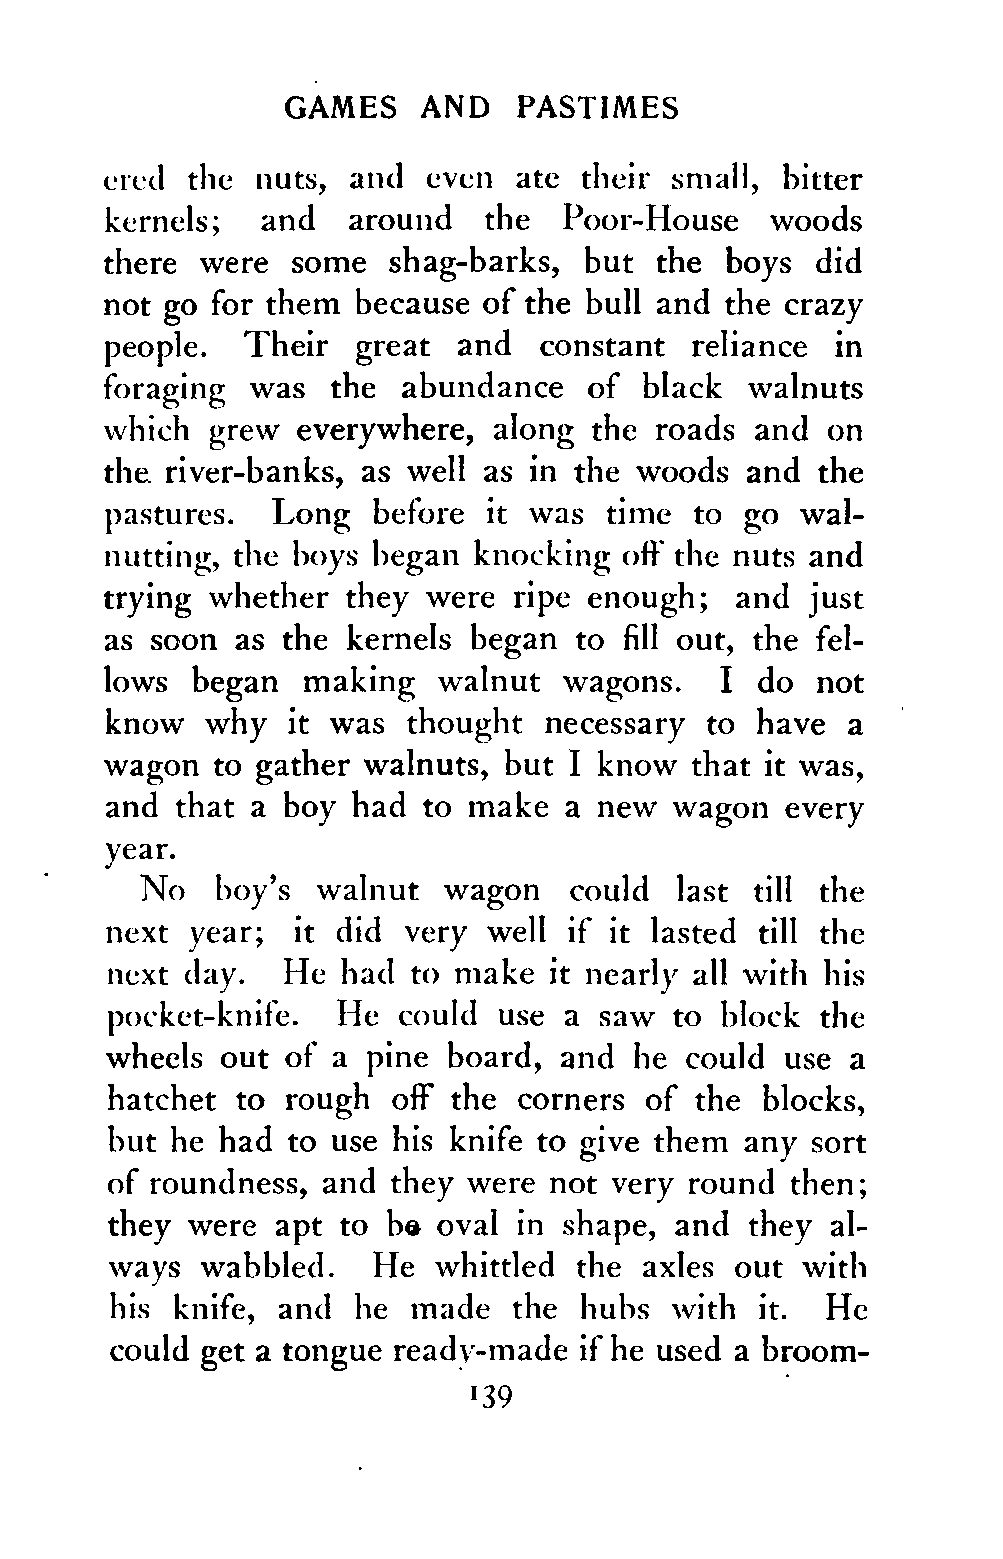 GAMES AND PASTIMES
ered the nuts, and even ate their small, bitter
kernels; and around the Poor-House woods
there were some shag-barks, but the boys did
not go for them because of the bull and the crazy
people. Their great and constant reliance in
foraging was the abundance of black walnuts
which grew everywhere, along the roads and on
the river-banks, as well as in the woods and the
pastures. Long before it was time to go wal-
nutting, the boys began knocking off the nuts and
trying whether they were ripe enough; and just
as soon as the kernels began to fill out, the fel-
lows began making walnut wagons. I do not
know why it was thought necessary to have a
wagon to gather walnuts, but I know that it was,
and that a boy had to make a new wagon every
year.
No boy's walnut wagon could last till the
next year; it did very well if it lasted till the
next day. He had to make it nearly all with his
pocket-knife. He could use a saw to block the
wheels out of a pine board, and he could use a
hatchet to rough off the corners of the blocks,
but he had to use his knife to give them any sort
of roundness, and they were not very round then;
they were apt to be oval in shape, and they al-
ways wabbled. He whittled the axles out with
his knife, and he made the hubs with it. He
could get a tongue ready-made if he used a broom-
139